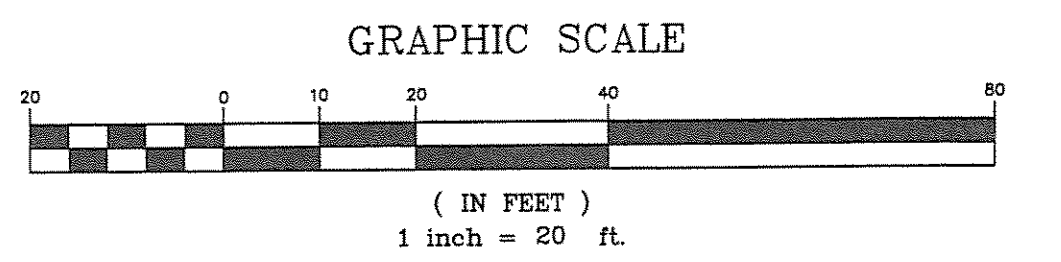 GRAPHIC SCALE
20 0 10 20 40 80
( IN FEET )
1 inch = 20 ft.